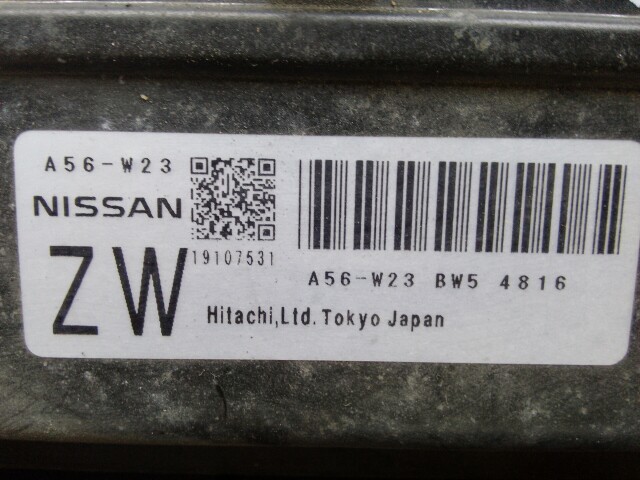 A56-W23
NISSAN
ZW
19107531
A56-W23 BW5 4816
Hitachi,Ltd. Tokyo Japan